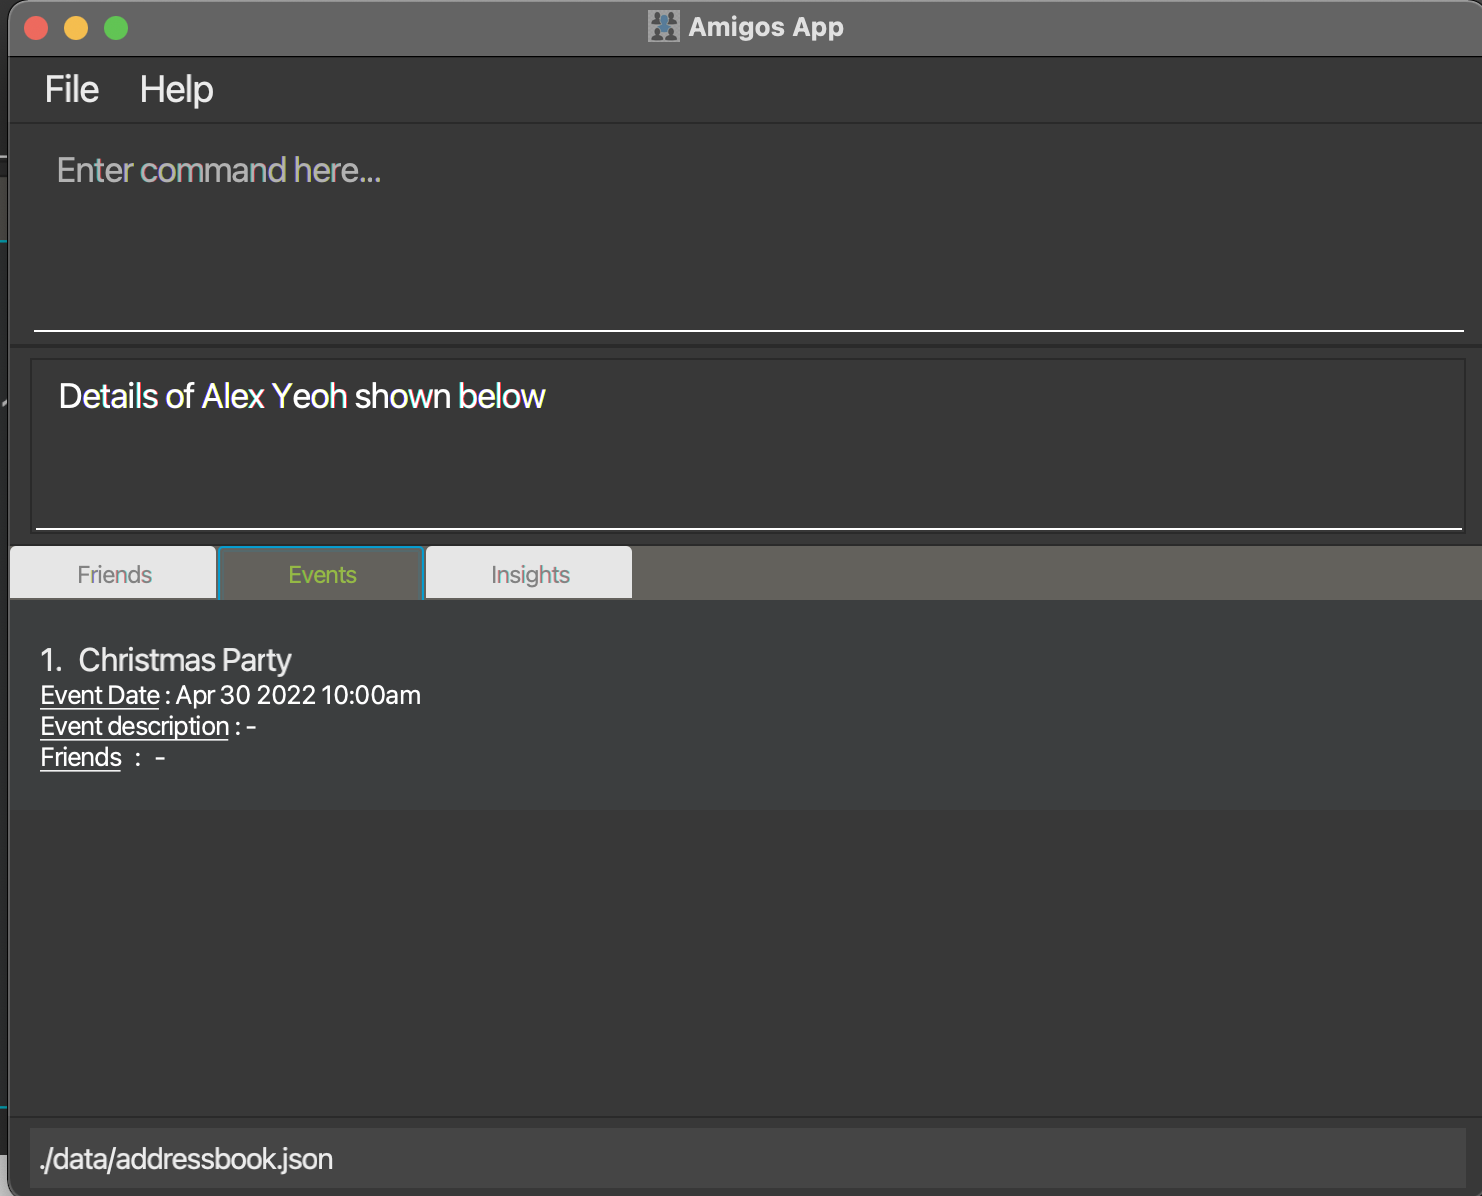 Amigos App
File Help
Enter command here...
Details of Alex Yeoh shown below
Friends Events Insights
1. Christmas Party
Event Date : Apr 30 2022 10:00am
Event description : -
Friends : -
./data/addressbook.json